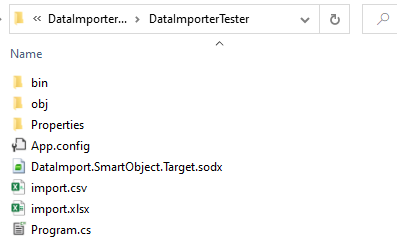 « DataImporter... > DataImporterTester
Name
bin
obj
Properties
App.config
DataImport.SmartObject.Target.sodx
import.csv
import.xlsx
Program.cs